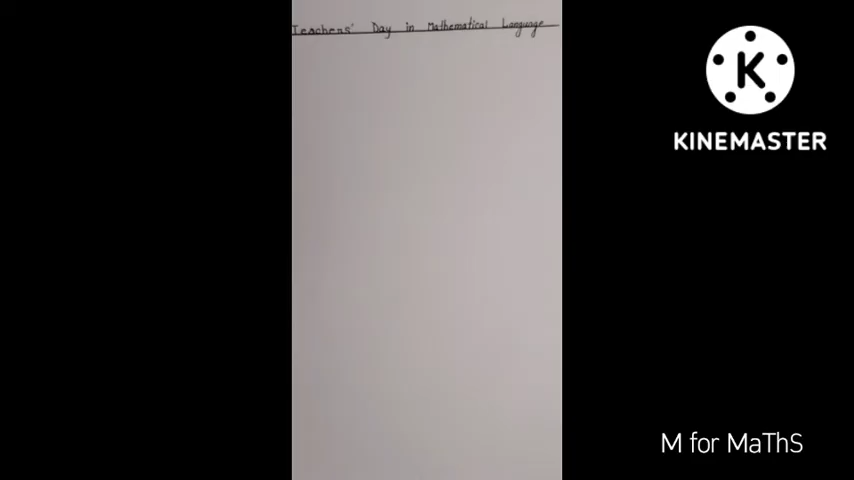 Teachers' Day in Mathematical Language
K
KINEMASTER
M for MaThS